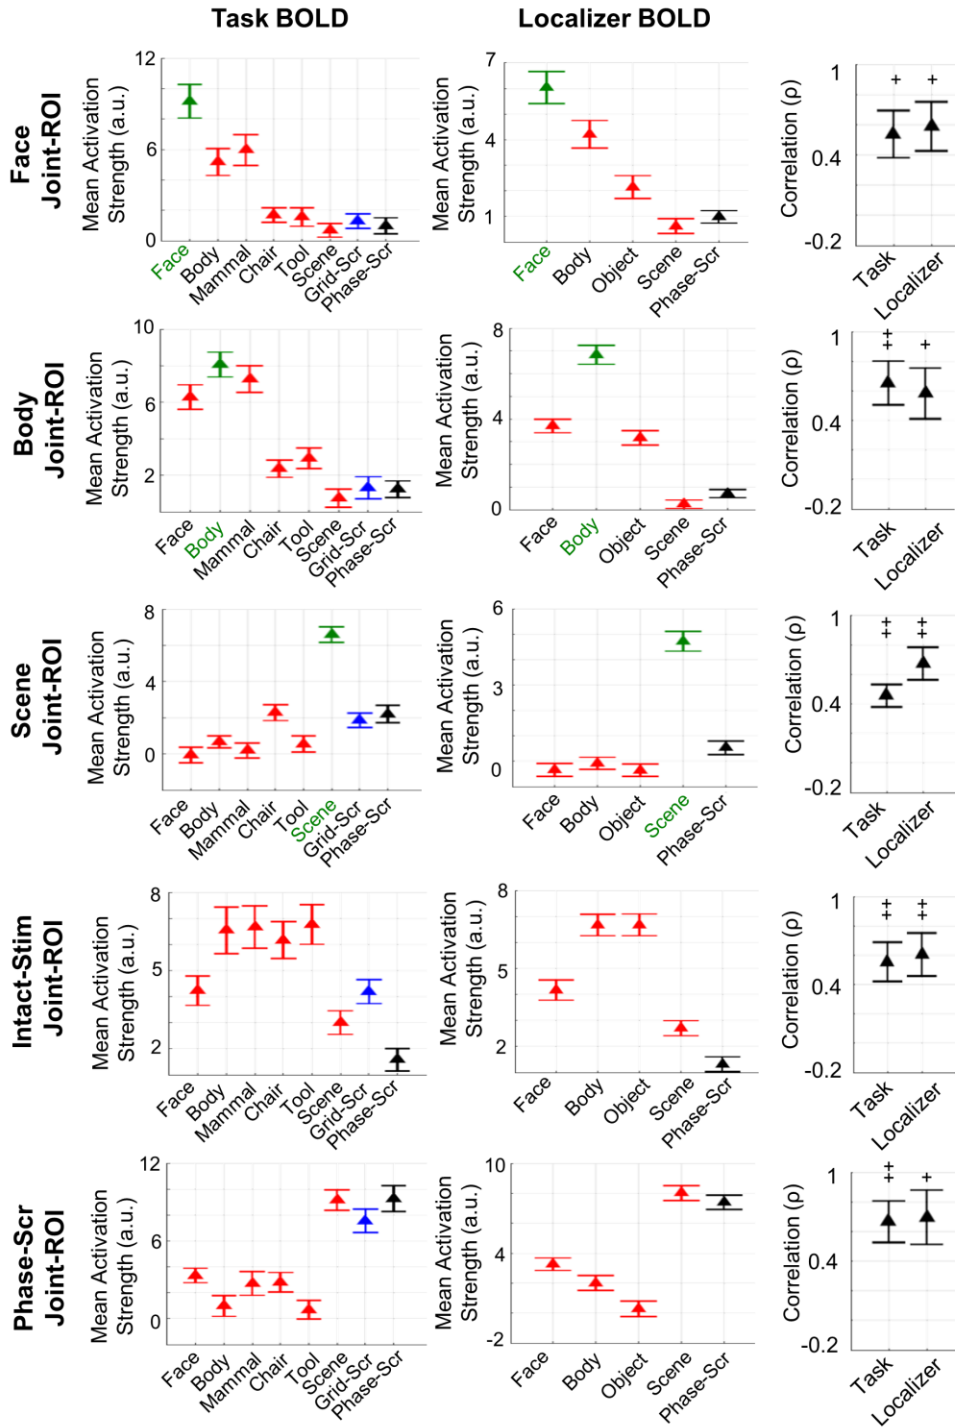 Task BOLD
Localizer BOLD
Face
Joint-ROI
Mean Activation
Strength (a.u.)
12
6
0
Face
Body
Mammal
Chair
Tool
Scene
Grid-Scr
Phase-Scr
Mean Activation
Strength (a.u.)
7
4
1
Face
Body
Object
Scene
Phase-Scr
Correlation (ρ)
1
0.4
-0.2
+
+
Task
Localizer
Body
Joint-ROI
Mean Activation
Strength (a.u.)
10
6
2
Face
Body
Mammal
Chair
Tool
Scene
Grid-Scr
Phase-Scr
Mean Activation
Strength (a.u.)
8
4
0
Face
Body
Object
Scene
Phase-Scr
Correlation (ρ)
1
0.4
-0.2
+
+
+
Task
Localizer
Scene
Joint-ROI
Mean Activation
Strength (a.u.)
8
4
0
Face
Body
Mammal
Chair
Tool
Scene
Grid-Scr
Phase-Scr
Mean Activation
Strength (a.u.)
6
3
0
Face
Body
Object
Scene
Phase-Scr
Correlation (ρ)
1
0.4
-0.2
+
+
+
+
Task
Localizer
Intact-Stim
Joint-ROI
Mean Activation
Strength (a.u.)
8
5
2
Face
Body
Mammal
Chair
Tool
Scene
Grid-Scr
Phase-Scr
Mean Activation
Strength (a.u.)
8
5
2
Face
Body
Object
Scene
Phase-Scr
Correlation (ρ)
1
0.4
-0.2
+
+
+
+
Task
Localizer
Phase-Scr
Joint-ROI
Mean Activation
Strength (a.u.)
12
6
0
Face
Body
Mammal
Chair
Tool
Scene
Grid-Scr
Phase-Scr
Mean Activation
Strength (a.u.)
10
4
-2
Face
Body
Object
Scene
Phase-Scr
Correlation (ρ)
1
0.4
-0.2
+
+
+
Task
Localizer